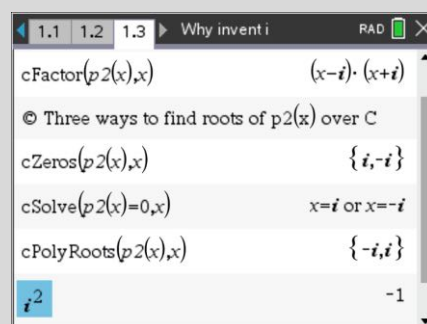 1.1 1.2 1.3 Why invent i RAD
cFactor(p2(x),x) (x−i)·(x+i)
© Three ways to find roots of p2(x) over C
cZeros(p2(x),x) {i,-i}
cSolve(p2(x)=0,x) x=i or x=-i
cPolyRoots(p2(x),x) {-i,i}
i² -1